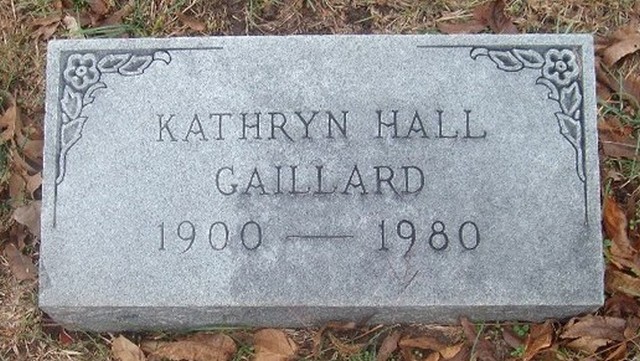 KATHRYN HALL
GAILLARD
1900 — 1980